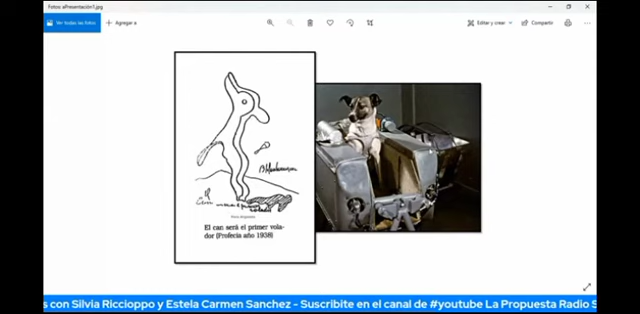 Fotos: aPresentación1.jpg
Ver todas las fotos
Agregar a
Editar y crear
Compartir
El can será el primer vola-
dor (Profecía año 1938)
s con Silvia Riccioppo y Estela Carmen Sanchez - Suscribite en el canal de #youtube La Propuesta Radio S